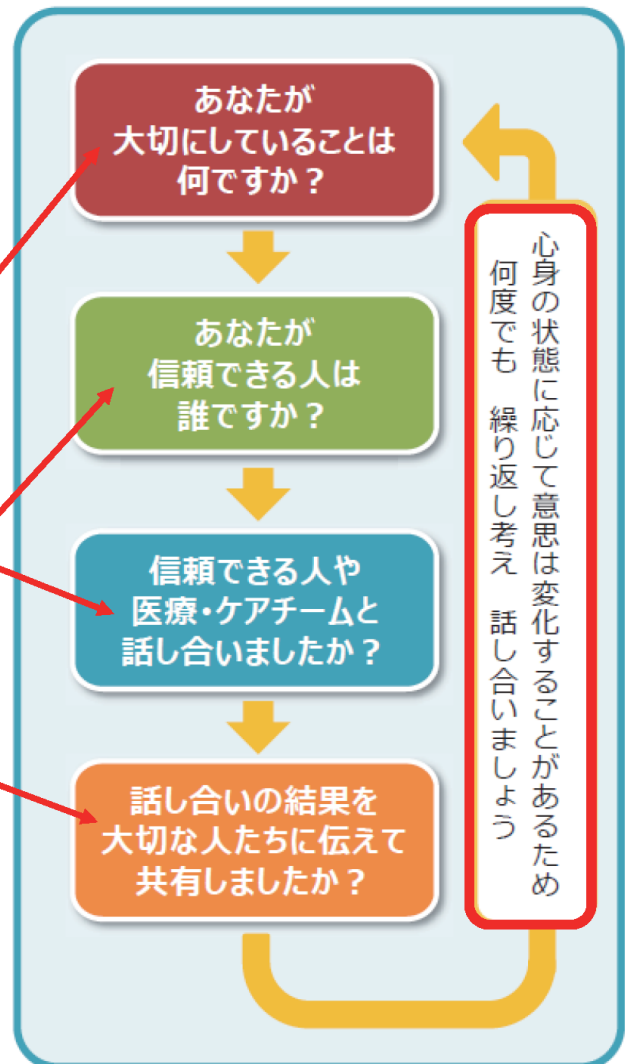 あなたが
大切にしていることは
何ですか？
あなたが
信頼できる人は
誰ですか？
信頼できる人や
医療・ケアチームと
話し合いましたか？
話し合いの結果を
大切な人たちに伝えて
共有しましたか？
心身の状態に応じて意思は変化することがあるため
何度でも　繰り返し考え　話し合いましょう